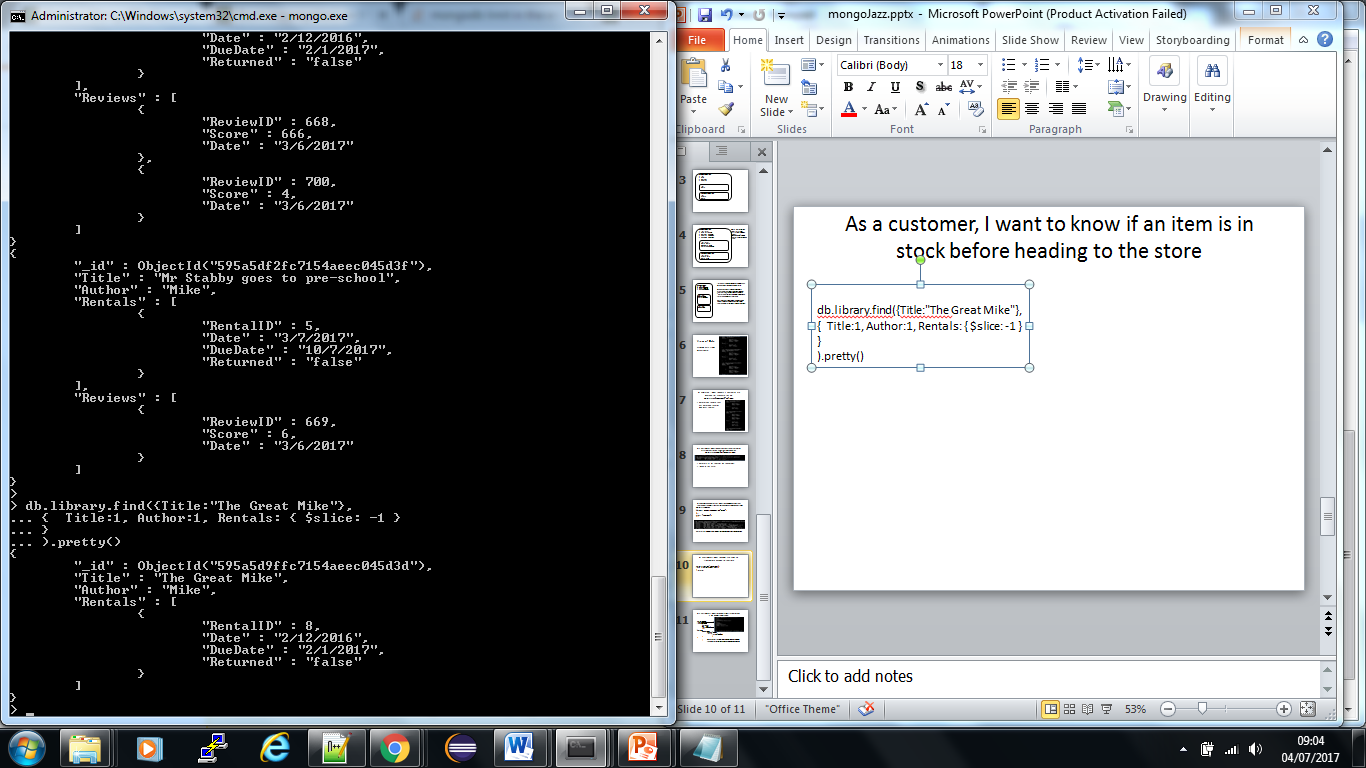 Administrator: C:\Windows\system32\cmd.exe - mongo.exe
"Date" : "2/12/2016",
"DueDate" : "2/1/2017",
"Returned" : "false"
}
],
"Reviews" : [
{
"ReviewID" : 668,
"Score" : 666,
"Date" : "3/6/2017"
},
{
"ReviewID" : 700,
"Score" : 4,
"Date" : "3/6/2017"
}
]
}
{
"_id" : ObjectId("595a5df2fc7154aeec045d3f"),
"Title" : "Mr Stabby goes to pre-school",
"Author" : "Mike",
"Rentals" : [
{
"RentalID" : 5,
"Date" : "3/7/2017",
"DueDate" : "10/7/2017",
"Returned" : "false"
}
],
"Reviews" : [
{
"ReviewID" : 669,
"Score" : 6,
"Date" : "3/6/2017"
}
]
}
>
> db.library.find({Title:"The Great Mike"},
... {  Title:1, Author:1, Rentals: { $slice: -1 }
... }
... ).pretty()
{
"_id" : ObjectId("595a5d9ffc7154aeec045d3d"),
"Title" : "The Great Mike",
"Author" : "Mike",
"Rentals" : [
{
"RentalID" : 8,
"Date" : "2/12/2016",
"DueDate" : "2/1/2017",
"Returned" : "false"
}
]
}
>
mongoJazz.pptx - Microsoft PowerPoint (Product Activation Failed)
File Home Insert Design Transitions Animations Slide Show Review View Storyboarding Format
Calibri (Body) 18
Paste
New
Slide
Drawing
Editing
Clipboard Slides Font Paragraph
3
4
5
6
7
8
9
10
11
As a customer, I want to know if an item is in
stock before heading to the store
db.library.find({Title:"The Great Mike"},
{  Title:1, Author:1, Rentals: { $slice: -1 }
}
).pretty()
Click to add notes
Slide 10 of 11 "Office Theme" 53%
09:04
04/07/2017